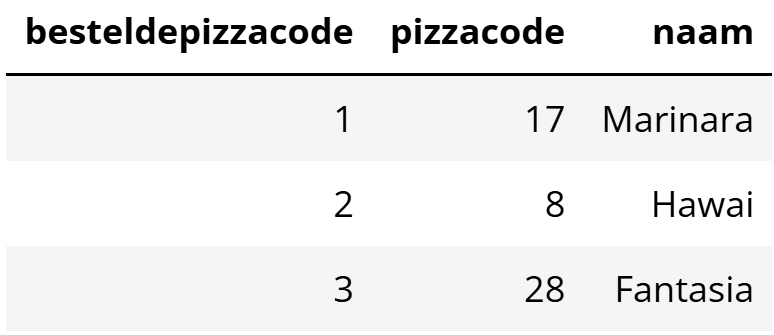 besteldepizzacode pizzacode naam
1 17 Marinara
2 8 Hawai
3 28 Fantasia